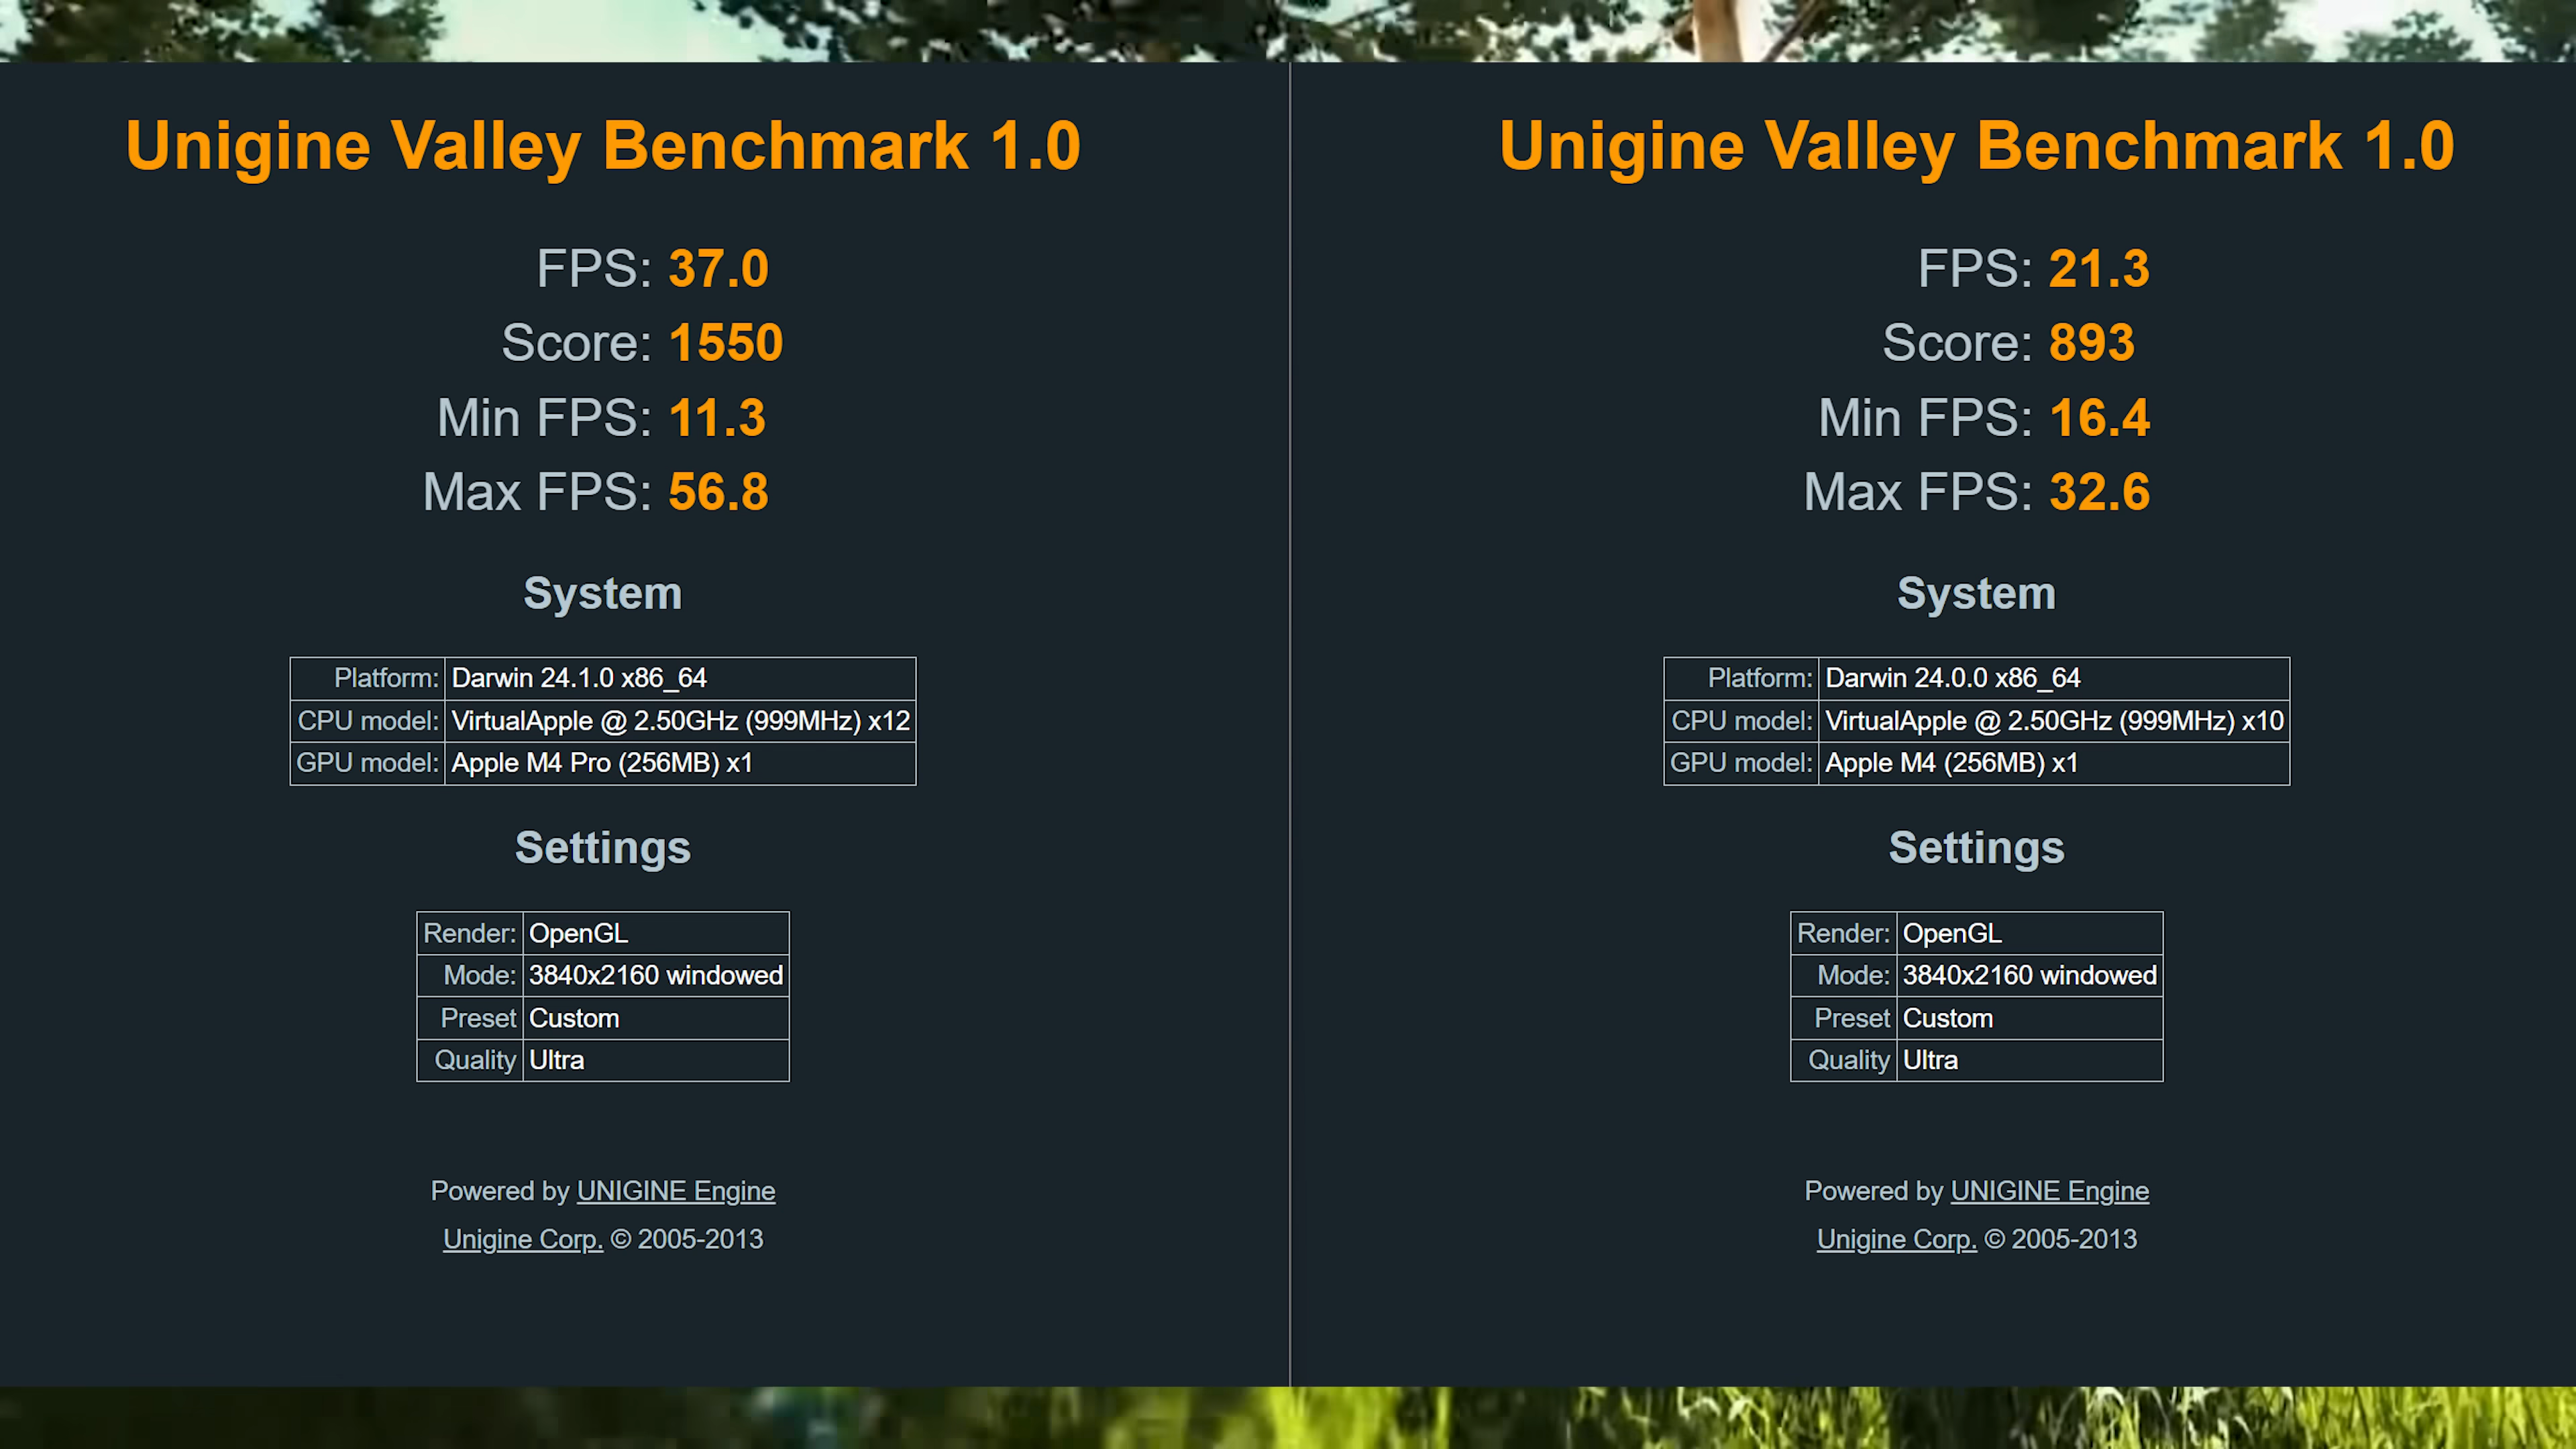 Unigine Valley Benchmark 1.0
FPS: 37.0
Score: 1550
Min FPS: 11.3
Max FPS: 56.8
System
Platform: Darwin 24.1.0 x86_64
CPU model: VirtualApple @ 2.50GHz (999MHz) x12
GPU model: Apple M4 Pro (256MB) x1
Settings
Render: OpenGL
Mode: 3840x2160 windowed
Preset Custom
Quality Ultra
Powered by UNIGINE Engine
Unigine Corp. © 2005-2013
Unigine Valley Benchmark 1.0
FPS: 21.3
Score: 893
Min FPS: 16.4
Max FPS: 32.6
System
Platform: Darwin 24.0.0 x86_64
CPU model: VirtualApple @ 2.50GHz (999MHz) x10
GPU model: Apple M4 (256MB) x1
Settings
Render: OpenGL
Mode: 3840x2160 windowed
Preset Custom
Quality Ultra
Powered by UNIGINE Engine
Unigine Corp. © 2005-2013